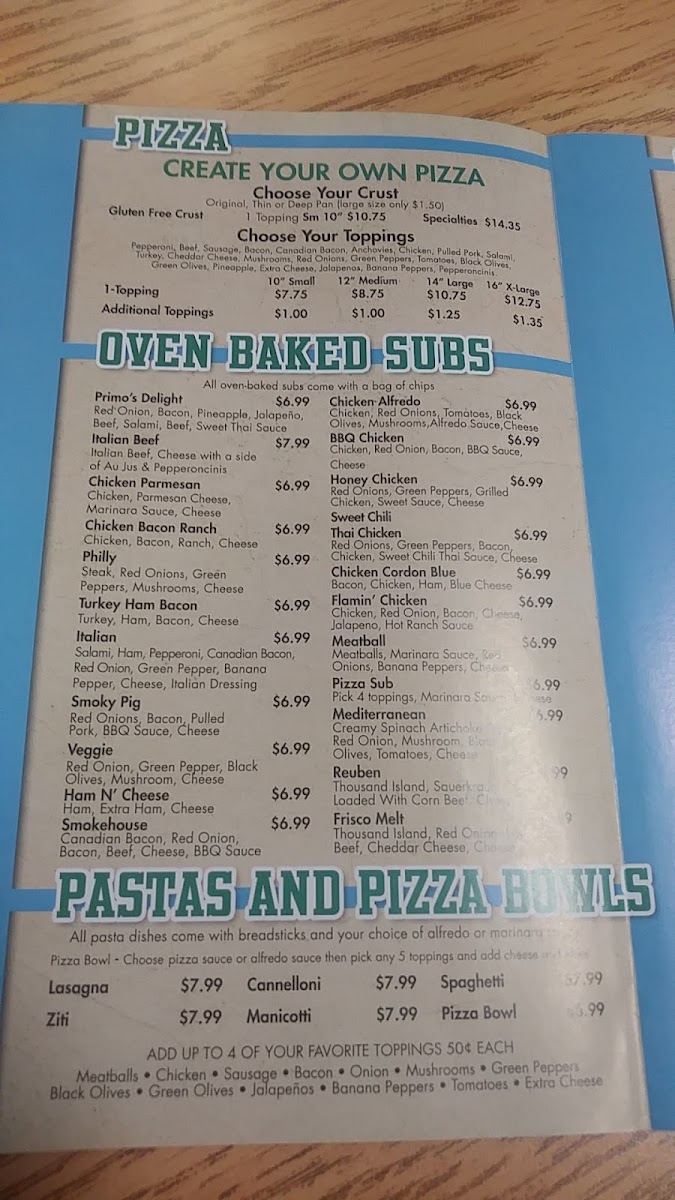 PIZZA
CREATE YOUR OWN PIZZA
Choose Your Crust
Original, Thin or Deep Pan (large size only $1.50)
Gluten Free Crust 1 Topping Sm 10" $10.75 Specialties $14.35
Choose Your Toppings
Pepperoni, Beef, Sausage, Bacon, Canadian Bacon, Anchovies, Chicken, Pulled Pork, Salami,
Turkey, Cheddar Cheese, Mushrooms, Red Onions, Green Peppers, Tomatoes, Black Olives,
Green Olives, Pineapple, Extra Cheese, Jalapenos, Banana Peppers, Pepperoncinis.
10" Small 12" Medium 14" Large 16" X-Large
1-Topping $7.75 $8.75 $10.75 $12.75
Additional Toppings $1.00 $1.00 $1.25 $1.35
OVEN BAKED SUBS
All oven-baked subs come with a bag of chips
Primo's Delight $6.99
Red Onion, Bacon, Pineapple, Jalapeño,
Beef, Salami, Beef, Sweet Thai Sauce
Italian Beef $7.99
Italian Beef, Cheese with a side
of Au Jus & Pepperoncinis
Chicken Parmesan $6.99
Chicken, Parmesan Cheese,
Marinara Sauce, Cheese
Chicken Bacon Ranch $6.99
Chicken, Bacon, Ranch, Cheese
Philly $6.99
Steak, Red Onions, Green
Peppers, Mushrooms, Cheese
Turkey Ham Bacon $6.99
Turkey, Ham, Bacon, Cheese
Italian $6.99
Salami, Ham, Pepperoni, Canadian Bacon,
Red Onion, Green Pepper, Banana
Pepper, Cheese, Italian Dressing
Smoky Pig $6.99
Red Onions, Bacon, Pulled
Pork, BBQ Sauce, Cheese
Veggie $6.99
Red Onion, Green Pepper, Black
Olives, Mushroom, Cheese
Ham N' Cheese $6.99
Ham, Extra Ham, Cheese
Smokehouse $6.99
Canadian Bacon, Red Onion,
Bacon, Beef, Cheese, BBQ Sauce
Chicken Alfredo $6.99
Chicken, Red Onions, Tomatoes, Black
Olives, Mushrooms,Alfredo Sauce,Cheese
BBQ Chicken $6.99
Chicken, Red Onion, Bacon, BBQ Sauce,
Cheese
Honey Chicken $6.99
Red Onions, Green Peppers, Grilled
Chicken, Sweet Sauce, Cheese
Sweet Chili
Thai Chicken $6.99
Red Onions, Green Peppers, Bacon,
Chicken, Sweet Chili Thai Sauce, Cheese
Chicken Cordon Blue $6.99
Bacon, Chicken, Ham, Blue Cheese
Flamin' Chicken $6.99
Chicken, Red Onion, Bacon, Cheese,
Jalapeno, Hot Ranch Sauce
Meatball $6.99
Meatballs, Marinara Sauce, Red
Onions, Banana Peppers, Cheese
Pizza Sub 6.99
Pick 4 toppings, Marinara
Mediterranean 6.99
Creamy Spinach Artichoke
Red Onion, Mushroom, Black
Olives, Tomatoes, Cheese
Reuben 99
Thousand Island,
Loaded With Corn Beef,
Frisco Melt 9
Thousand Island, Red
Beef, Cheddar Cheese,
PASTAS AND PIZZA BOWLS
All pasta dishes come with breadsticks and your choice of alfredo or marinara
Pizza Bowl - Choose pizza sauce or alfredo sauce then pick any 5 toppings and add cheese
Lasagna $7.99 Cannelloni $7.99 Spaghetti $7.99
Ziti $7.99 Manicotti $7.99 Pizza Bowl .99
ADD UP TO 4 OF YOUR FAVORITE TOPPINGS 50¢ EACH
Meatballs • Chicken • Sausage • Bacon • Onion • Mushrooms • Green Peppers
Black Olives • Green Olives • Jalapeños • Banana Peppers • Tomatoes • Extra Cheese